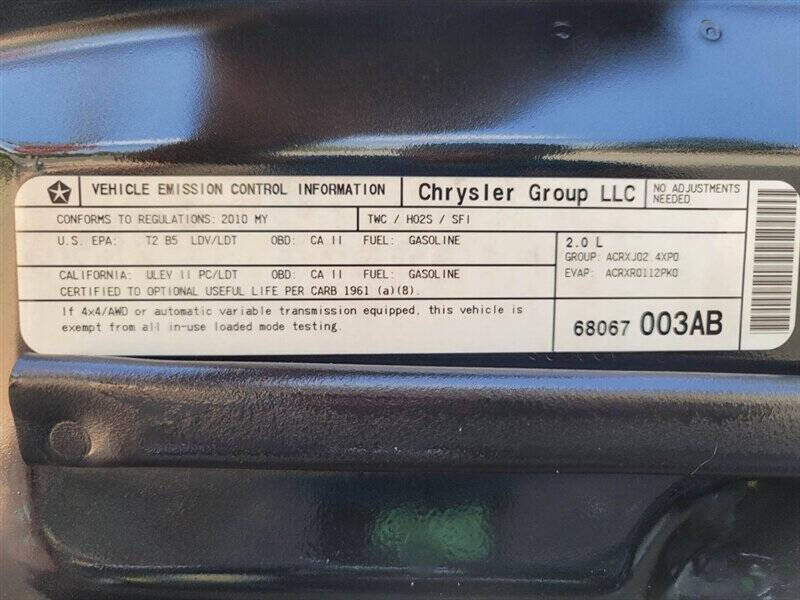 VEHICLE EMISSION CONTROL INFORMATION
Chrysler Group LLC
NO ADJUSTMENTS
NEEDED
CONFORMS TO REGULATIONS: 2010 MY
TWC / HO2S / SFI
U.S. EPA: T2 B5 LDV/LDT OBD: CA II FUEL: GASOLINE
CALIFORNIA: ULEV II PC/LDT OBD: CA II FUEL: GASOLINE
CERTIFIED TO OPTIONAL USEFUL LIFE PER CARB 1961 (a)(8).
2.0 L
GROUP: ACRXJ02.4XP0
EVAP: ACRXR0112PK0
If 4x4/AWD or automatic variable transmission equipped, this vehicle is
exempt from all in-use loaded mode testing.
68067 003AB